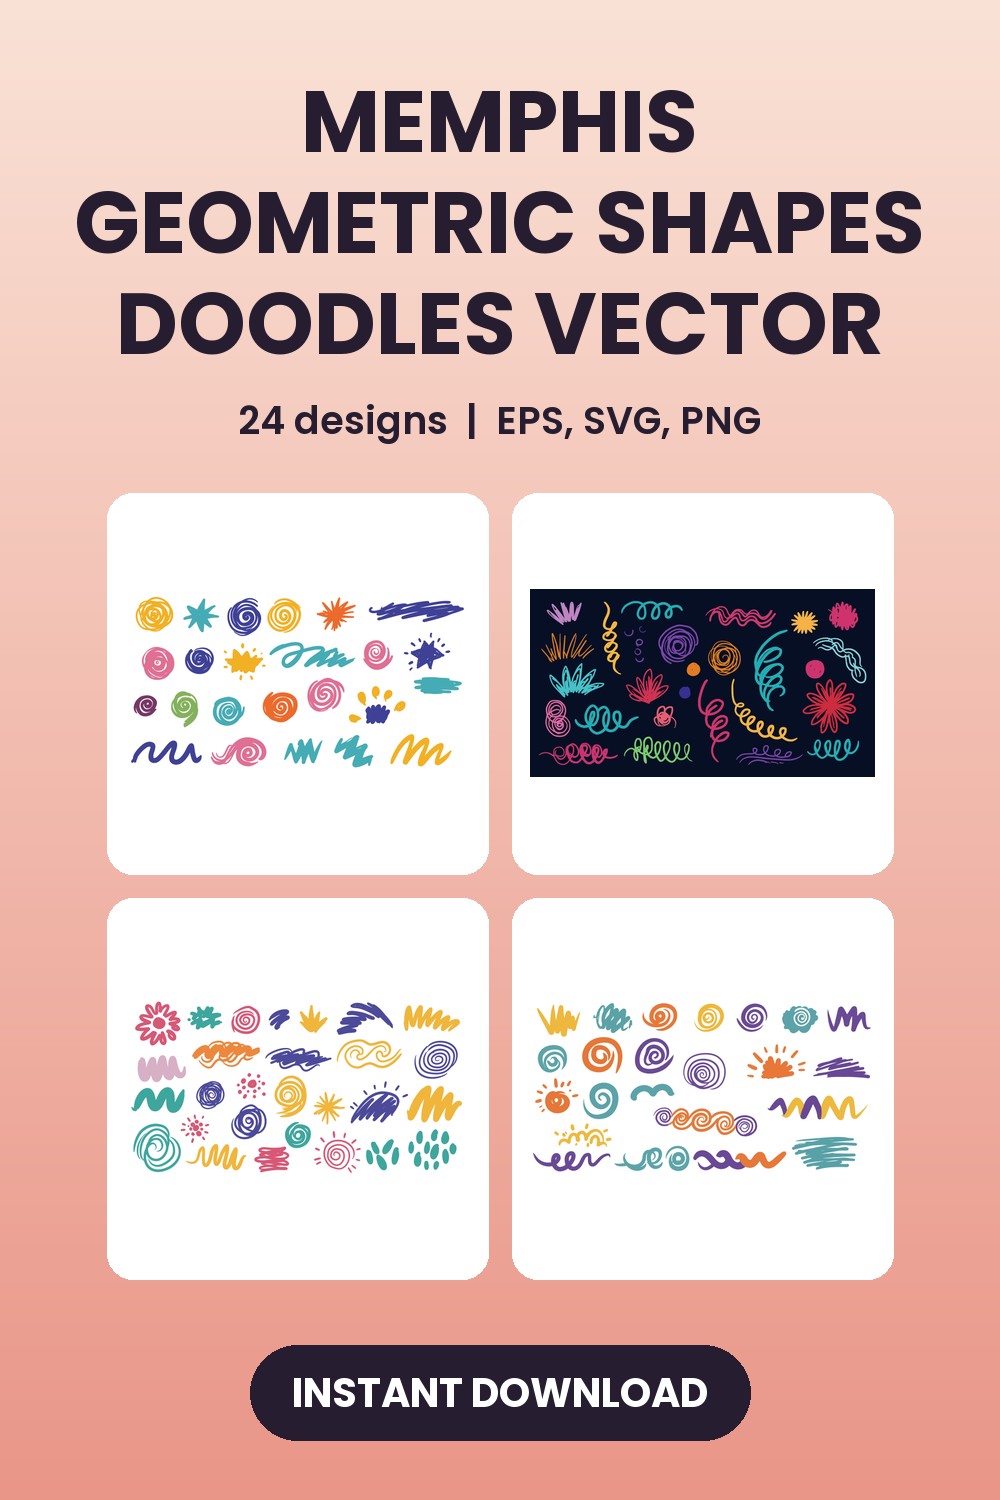 MEMPHIS
GEOMETRIC SHAPES
DOODLES VECTOR
24 designs | EPS, SVG, PNG
INSTANT DOWNLOAD